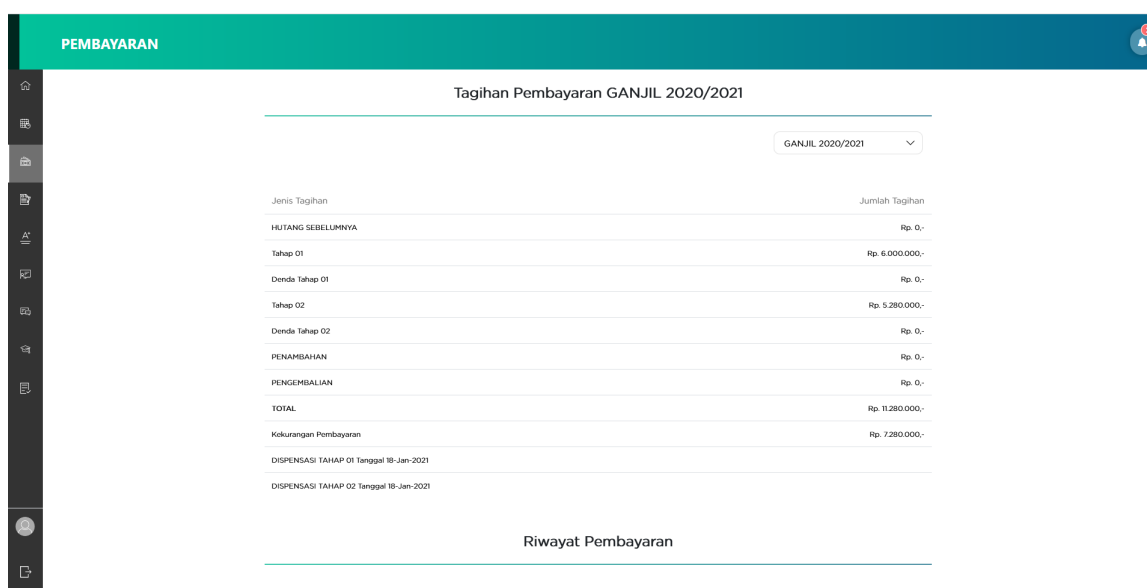 PEMBAYARAN
Tagihan Pembayaran GANJIL 2020/2021
GANJIL 2020/2021
Jenis Tagihan Jumlah Tagihan
HUTANG SEBELUMNYA Rp. 0,-
Tahap 01 Rp. 6.000.000,-
Denda Tahap 01 Rp. 0,-
Tahap 02 Rp. 5.280.000,-
Denda Tahap 02 Rp. 0,-
PENAMBAHAN Rp. 0,-
PENGEMBALIAN Rp. 0,-
TOTAL Rp. 11.280.000,-
Kekurangan Pembayaran Rp. 7.280.000,-
DISPENSASI TAHAP 01 Tanggal 18-Jan-2021
DISPENSASI TAHAP 02 Tanggal 18-Jan-2021
Riwayat Pembayaran